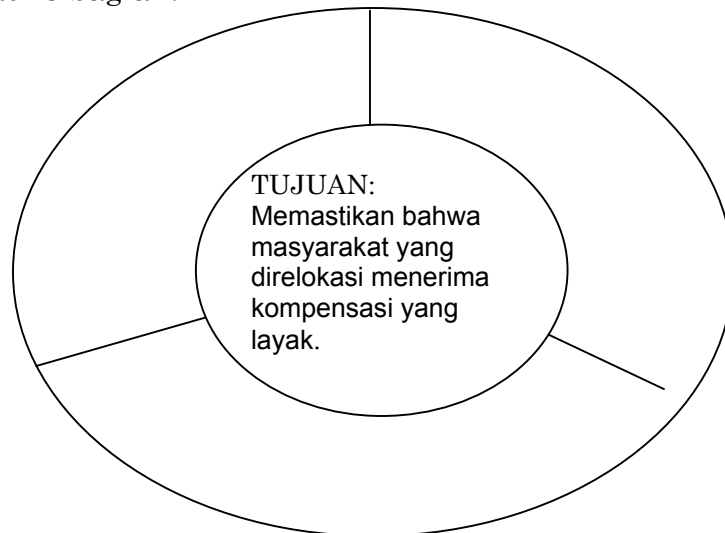 TUJUAN:
Memastikan bahwa
masyarakat yang
direlokasi menerima
kompensasi yang
layak.